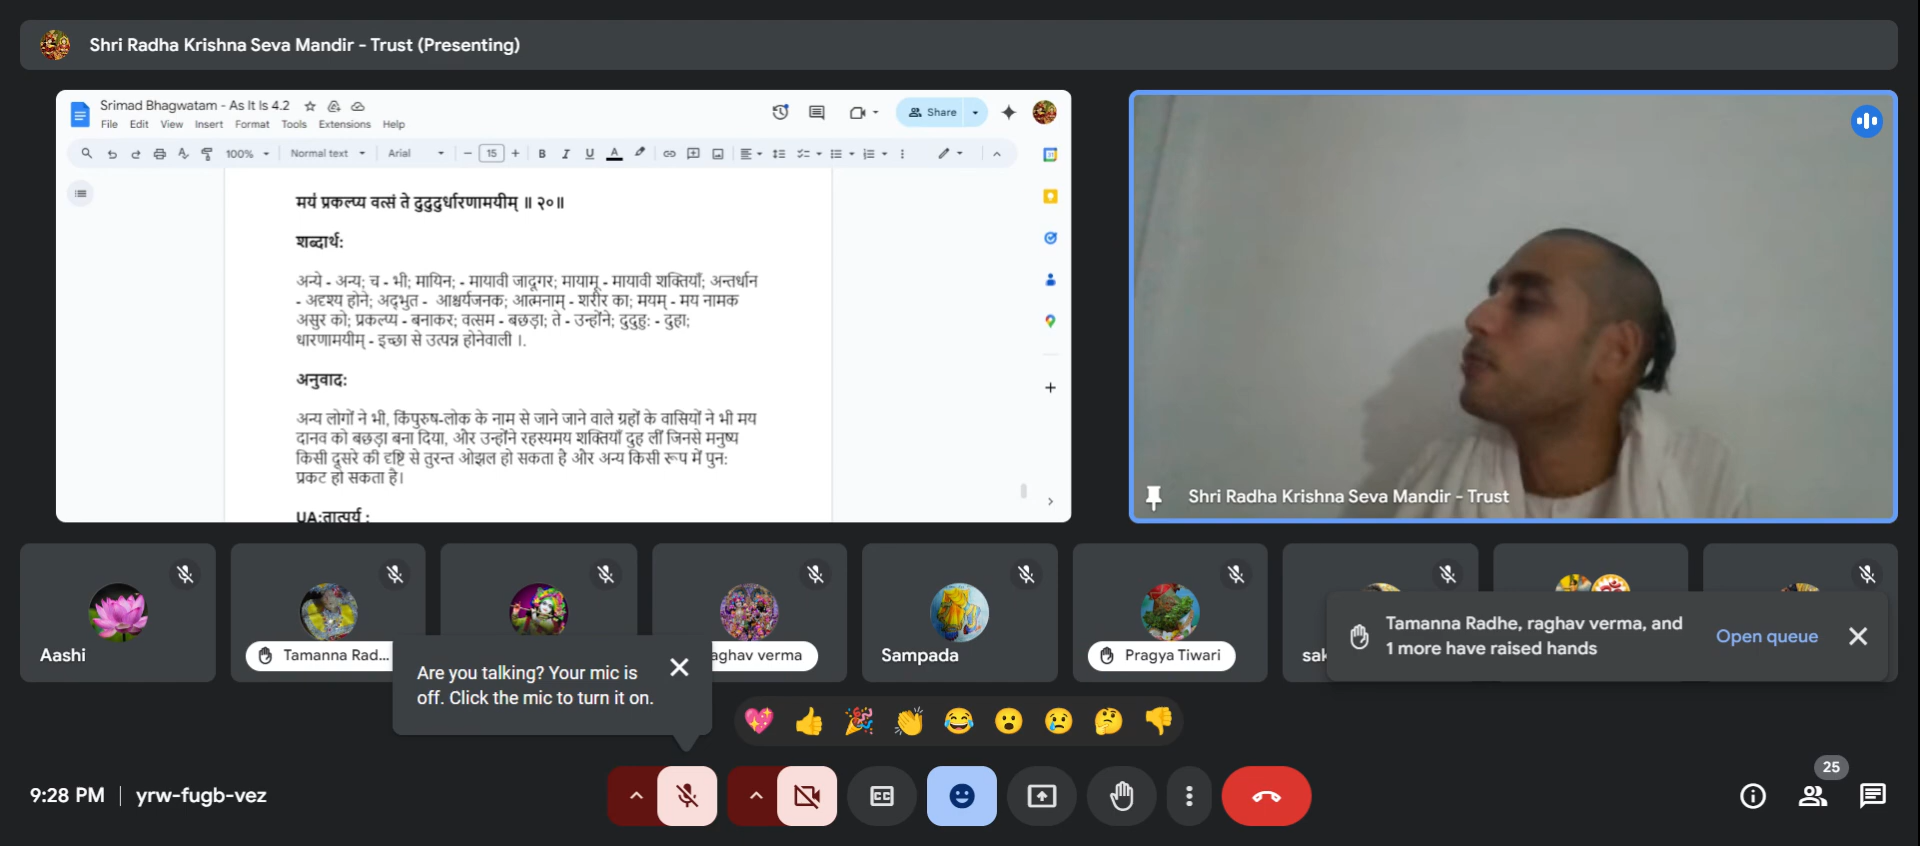 Shri Radha Krishna Seva Mandir - Trust (Presenting)
Srimad Bhagwatam - As It Is 4.2
File Edit View Insert Format Tools Extensions Help
Share
100% Normal text Arial 15 B I U A
मयं प्रकल्प्य वत्सं ते दुदुदुर्धारणामयीम् ॥ २०॥
शब्दार्थ:
अन्ये - अन्य; च - भी; मायिन; - मायावी जादूगर; मायाम् - मायावी शक्तियाँ; अन्तर्धान
- अदृश्य होने; अद्भुत - आश्चर्यजनक; आत्मनाम् - शरीर का; मयम् - मय नामक
असुर को; प्रकल्प्य - बनाकर; वत्सम - बछड़ा; ते - उन्होंने; दुदुहुः - दुहा;
धारणामयीम् - इच्छा से उत्पन्न होनेवाली ।.
अनुवाद:
अन्य लोगों ने भी, किंपुरुष-लोक के नाम से जाने जाने वाले ग्रहों के वासियों ने भी मय
दानव को बछड़ा बना दिया, और उन्होंने रहस्यमय शक्तियाँ दुह लीं जिनसे मनुष्य
किसी दूसरे की दृष्टि से तुरन्त ओझल हो सकता है और अन्य किसी रूप में पुन:
प्रकट हो सकता है।
UA:तात्पर्य :
Shri Radha Krishna Seva Mandir - Trust
Aashi
Tamanna Rad...
aghav verma
Sampada
Pragya Tiwari
sak
Tamanna Radhe, raghav verma, and
1 more have raised hands
Open queue
Are you talking? Your mic is
off. Click the mic to turn it on.
9:28 PM | yrw-fugb-vez
CC
25